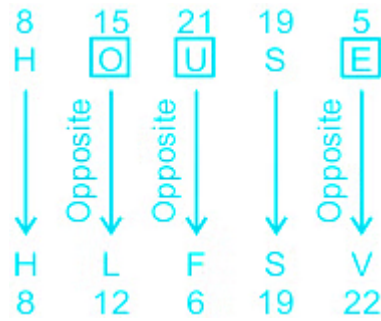 8 15 21 19 5
H O U S E
Opposite Opposite Opposite
H L F S V
8 12 6 19 22